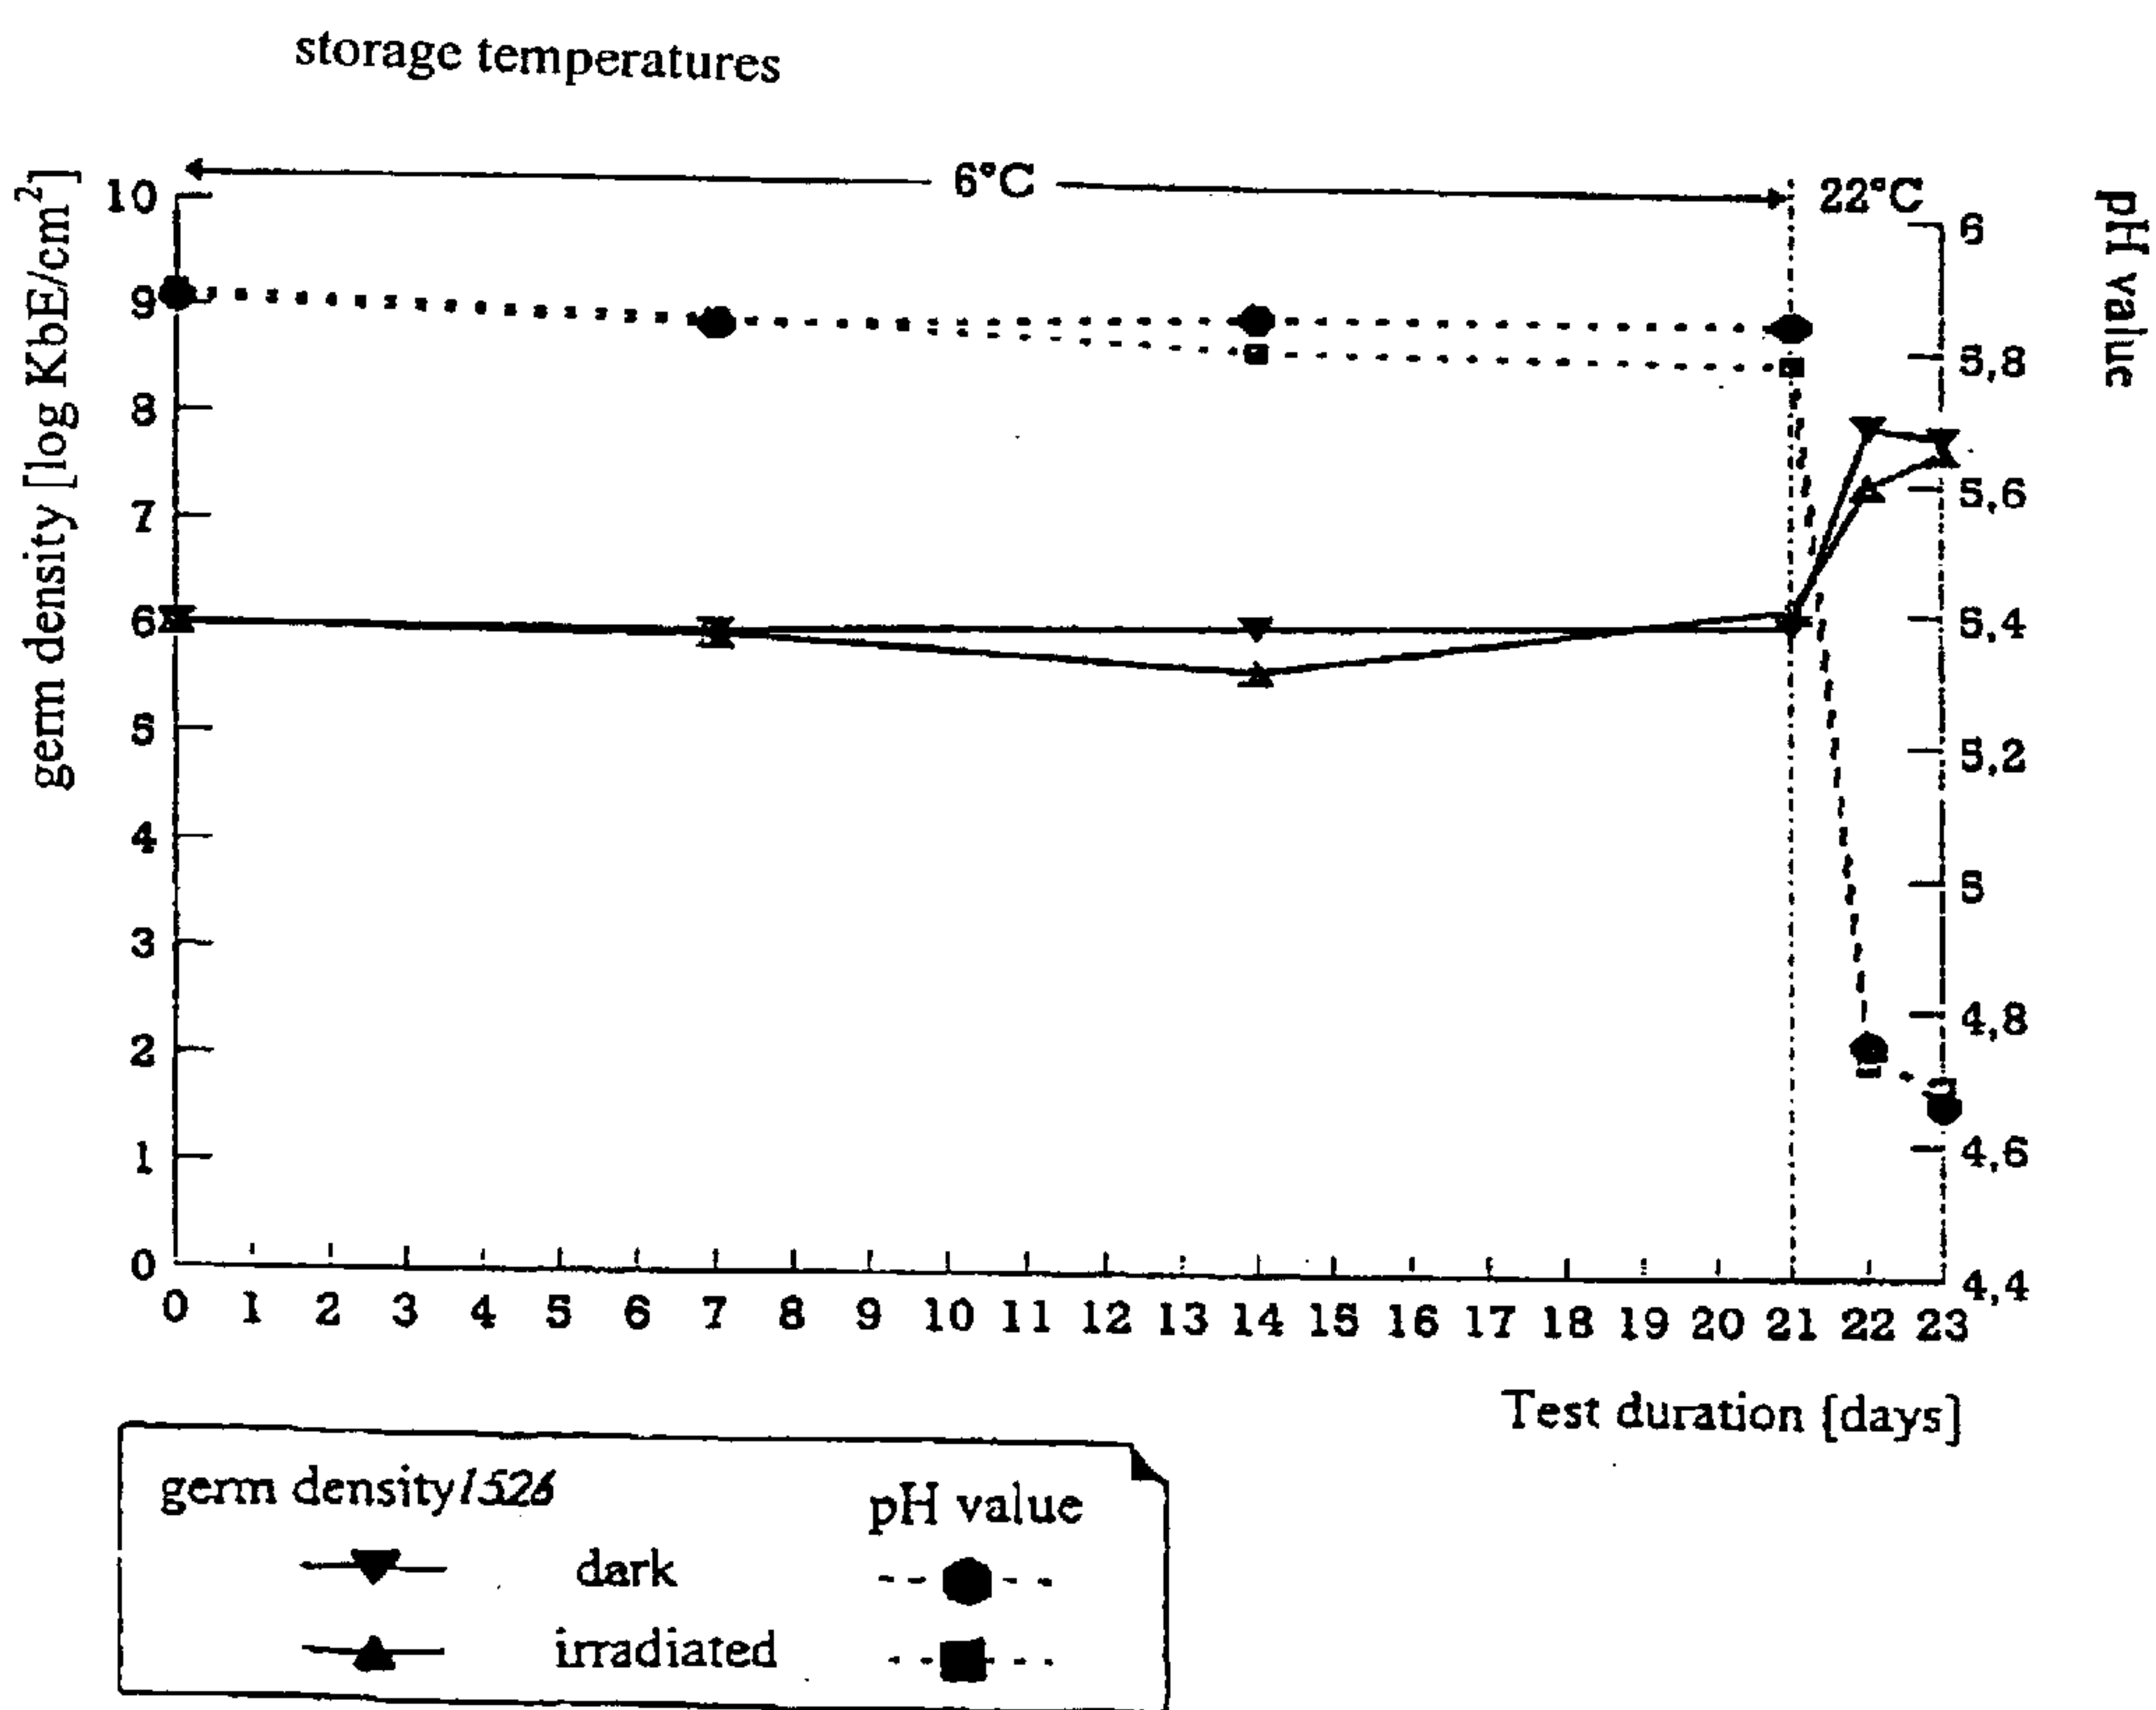 storage temperatures
6°C
22°C
germ density [log KbE/cm²]
pH value
10
9
8
7
6
5
4
3
2
1
0
6
5,8
5,6
5,4
5,2
5
4,8
4,6
4,4
0 1 2 3 4 5 6 7 8 9 10 11 12 13 14 15 16 17 18 19 20 21 22 23
Test duration [days]
germ density/526 pH value
dark
irradiated